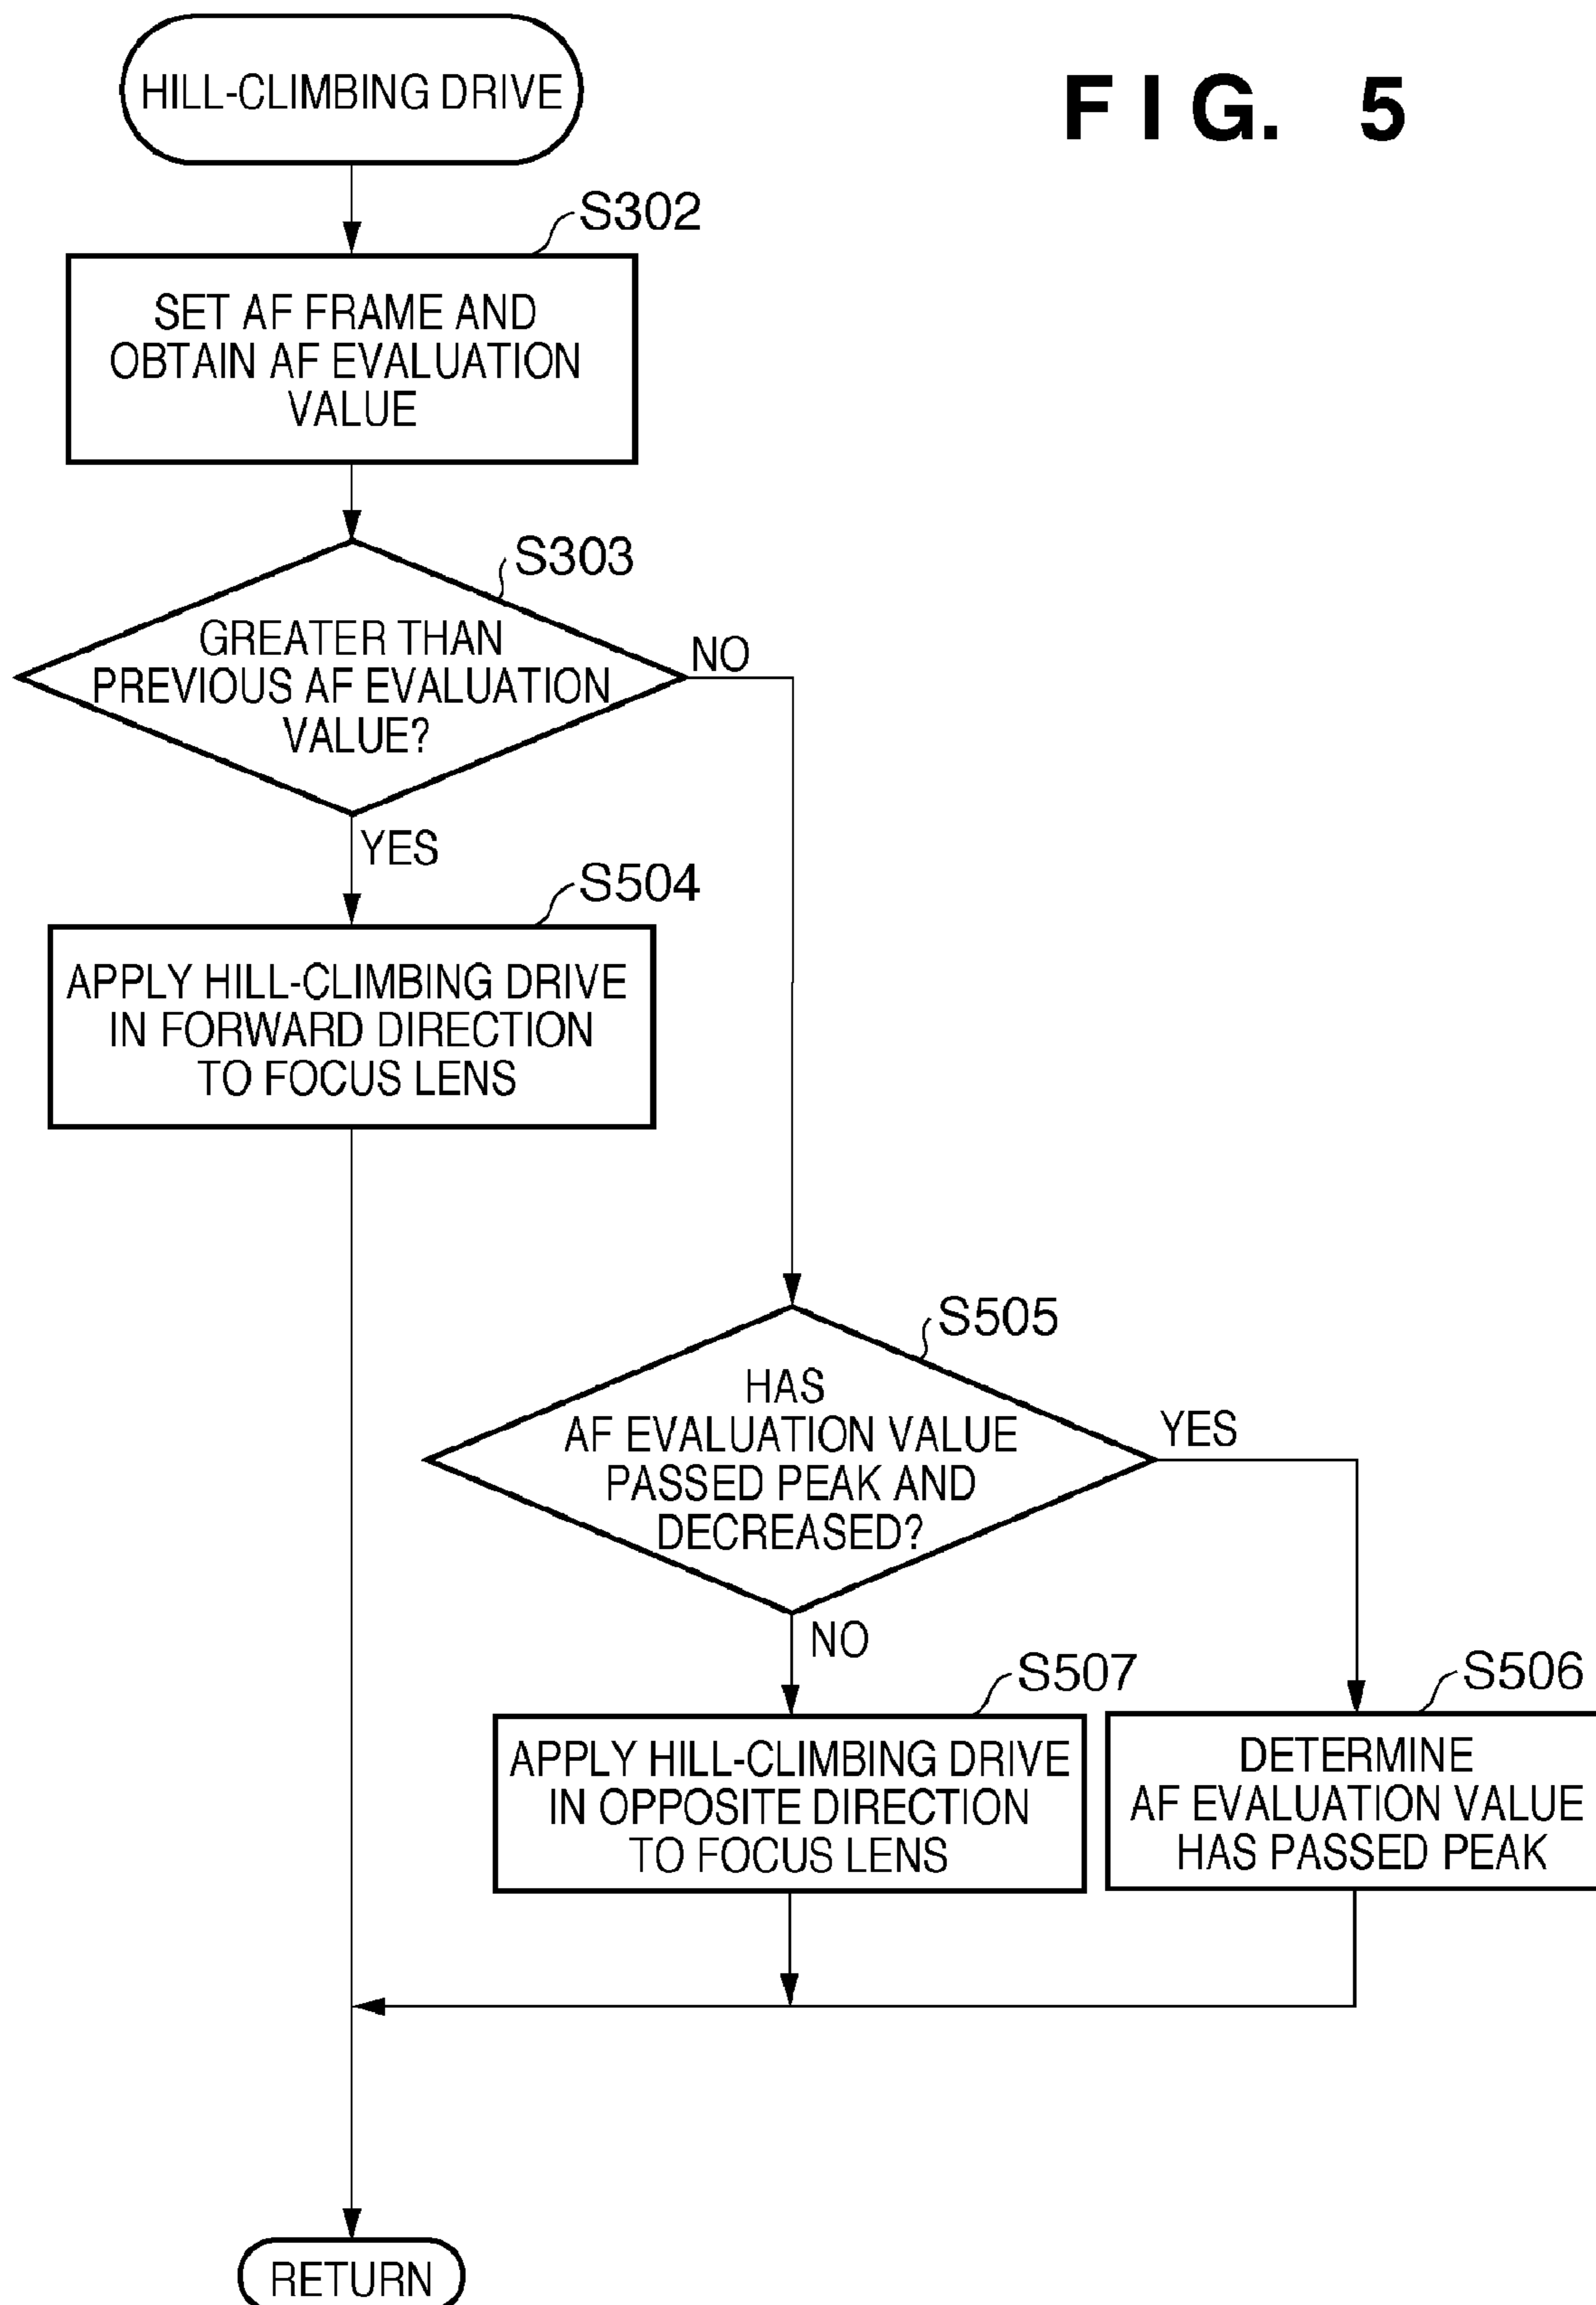 HILL-CLIMBING DRIVE
FIG. 5
S302
SET AF FRAME AND
OBTAIN AF EVALUATION
VALUE
S303
GREATER THAN
PREVIOUS AF EVALUATION
VALUE?
NO
YES
S504
APPLY HILL-CLIMBING DRIVE
IN FORWARD DIRECTION
TO FOCUS LENS
S505
HAS
AF EVALUATION VALUE
PASSED PEAK AND
DECREASED?
YES
NO
S507
APPLY HILL-CLIMBING DRIVE
IN OPPOSITE DIRECTION
TO FOCUS LENS
S506
DETERMINE
AF EVALUATION VALUE
HAS PASSED PEAK
RETURN